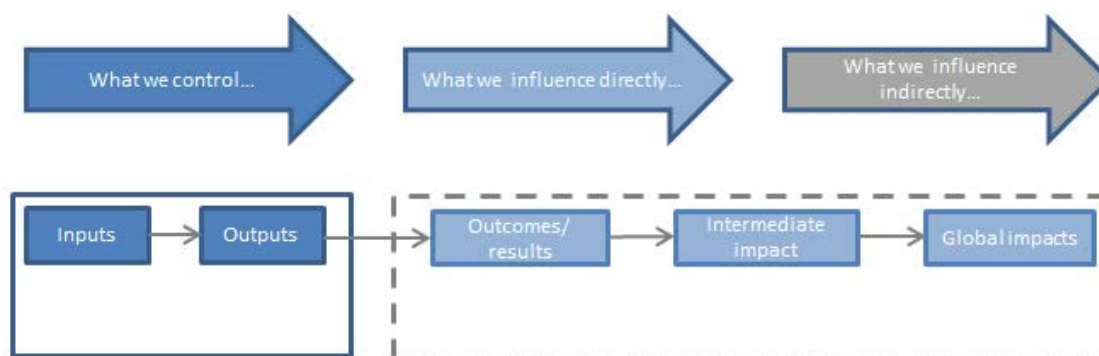 What we control...
What we influence directly...
What we influence
indirectly...
Inputs
Outputs
Outcomes/
results
Intermediate
impact
Global impacts